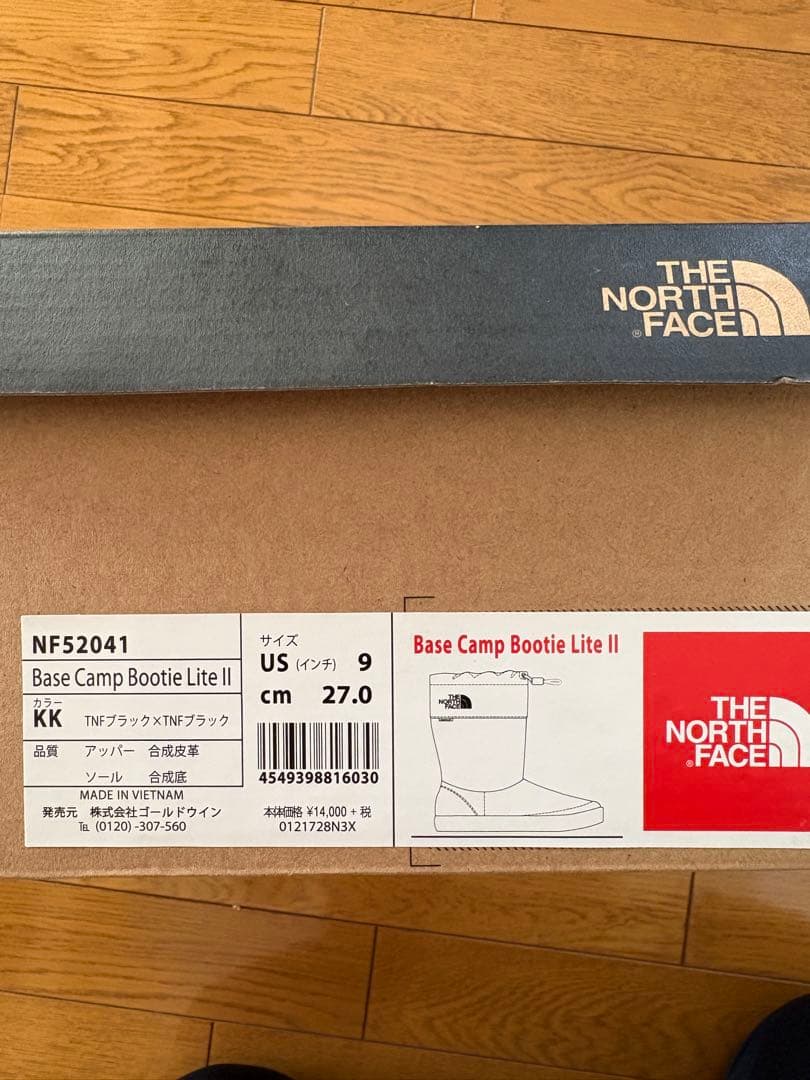 THE
NORTH
FACE
®
NF52041
Base Camp Bootie Lite II
カラー
KK TNFブラック×TNFブラック
品質 アッパー 合成皮革
ソール 合成底
MADE IN VIETNAM
発売元 株式会社ゴールドウイン
TEL (0120) -307-560
サイズ
US (インチ) 9
cm 27.0
4549398816030
本体価格 ¥14,000 + 税
0121728N3X
Base Camp Bootie Lite II
THE
NORTH
FACE
THE
NORTH
FACE
®